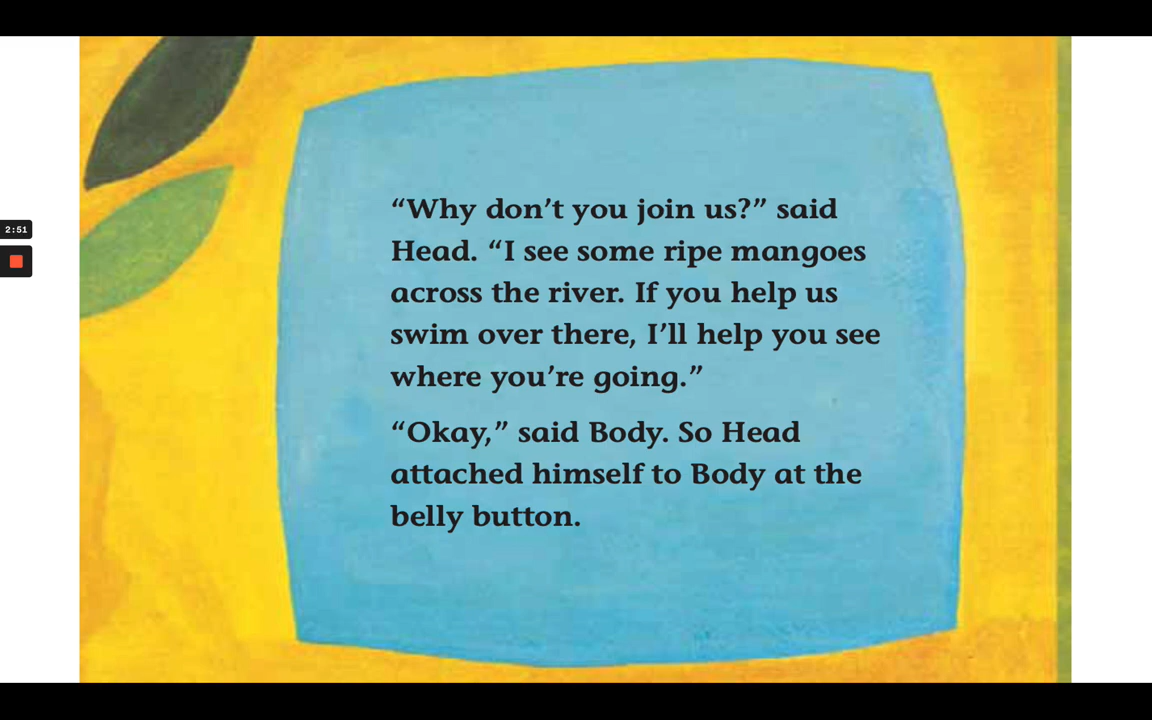 2:51
“Why don’t you join us?” said
Head. “I see some ripe mangoes
across the river. If you help us
swim over there, I’ll help you see
where you’re going.”
“Okay,” said Body. So Head
attached himself to Body at the
belly button.